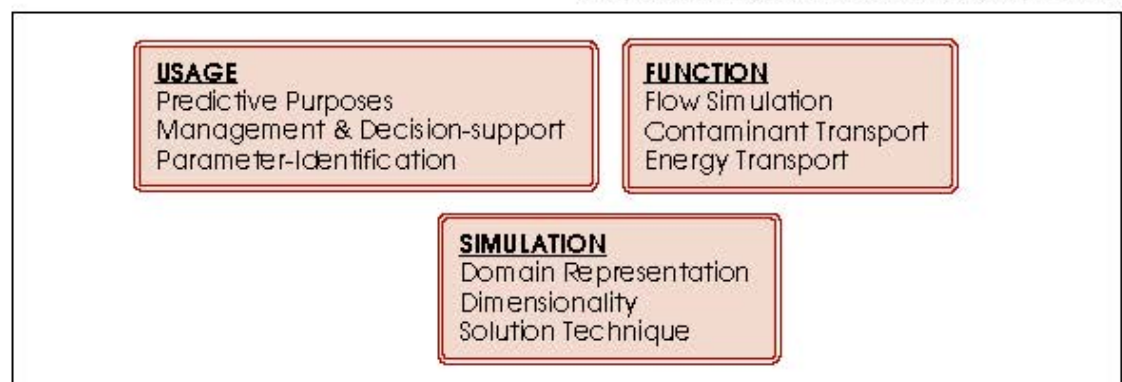 USAGE
Predictive Purposes
Management & Decision-support
Parameter-Identification
FUNCTION
Flow Simulation
Contaminant Transport
Energy Transport
SIMULATION
Domain Representation
Dimensionality
Solution Technique